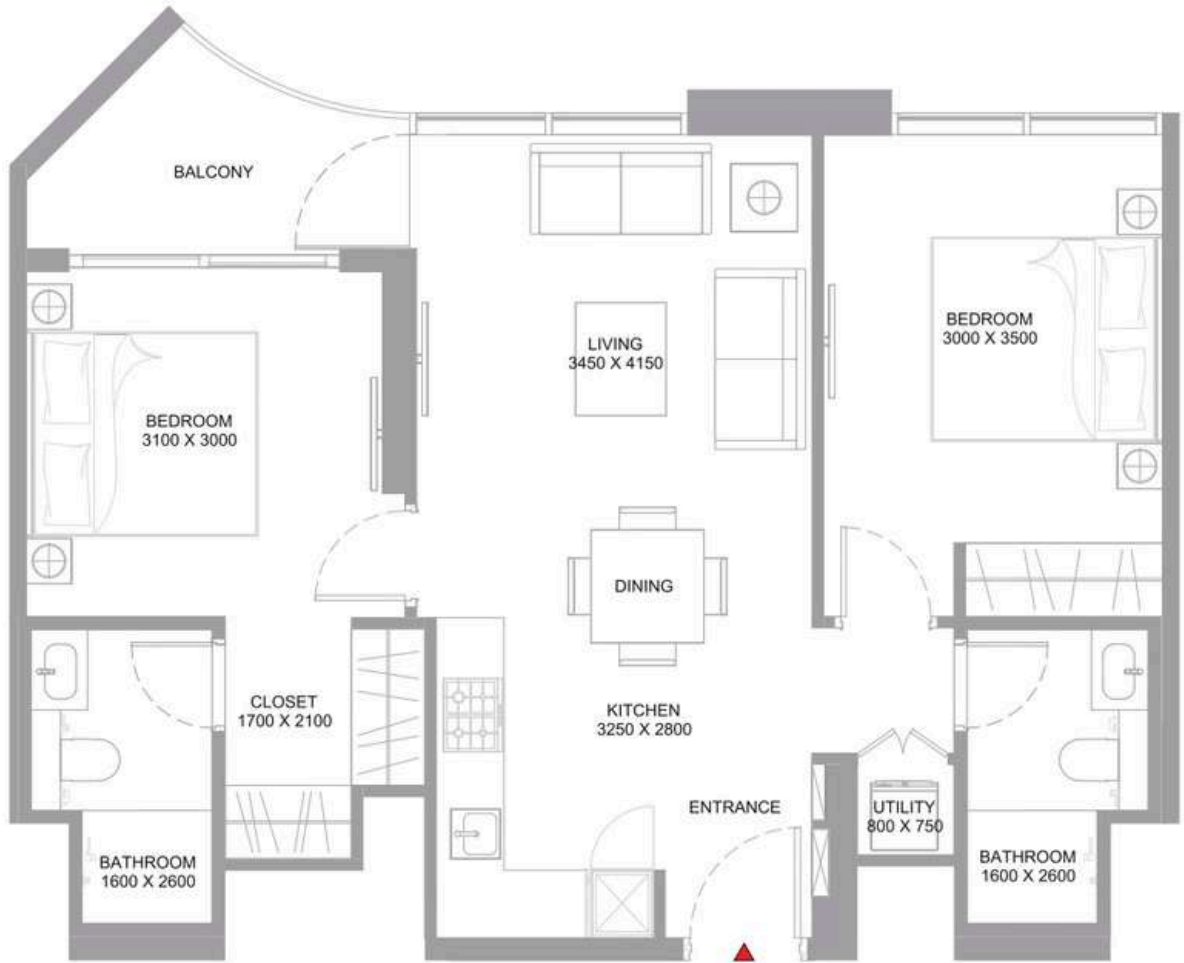 BALCONY
LIVING
3450 X 4150
BEDROOM
3000 X 3500
BEDROOM
3100 X 3000
DINING
CLOSET
1700 X 2100
KITCHEN
3250 X 2800
ENTRANCE
UTILITY
800 X 750
BATHROOM
1600 X 2600
BATHROOM
1600 X 2600